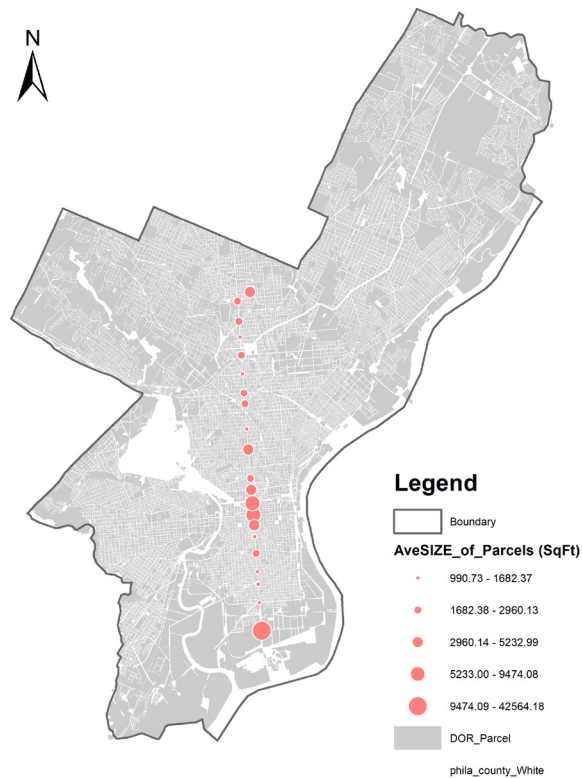 N
Legend
Boundary
AveSIZE_of_Parcels (SqFt)
990.73 - 1682.37
1682.38 - 2960.13
2960.14 - 5232.99
5233.00 - 9474.08
9474.09 - 42564.18
DOR_Parcel
phila_county_White